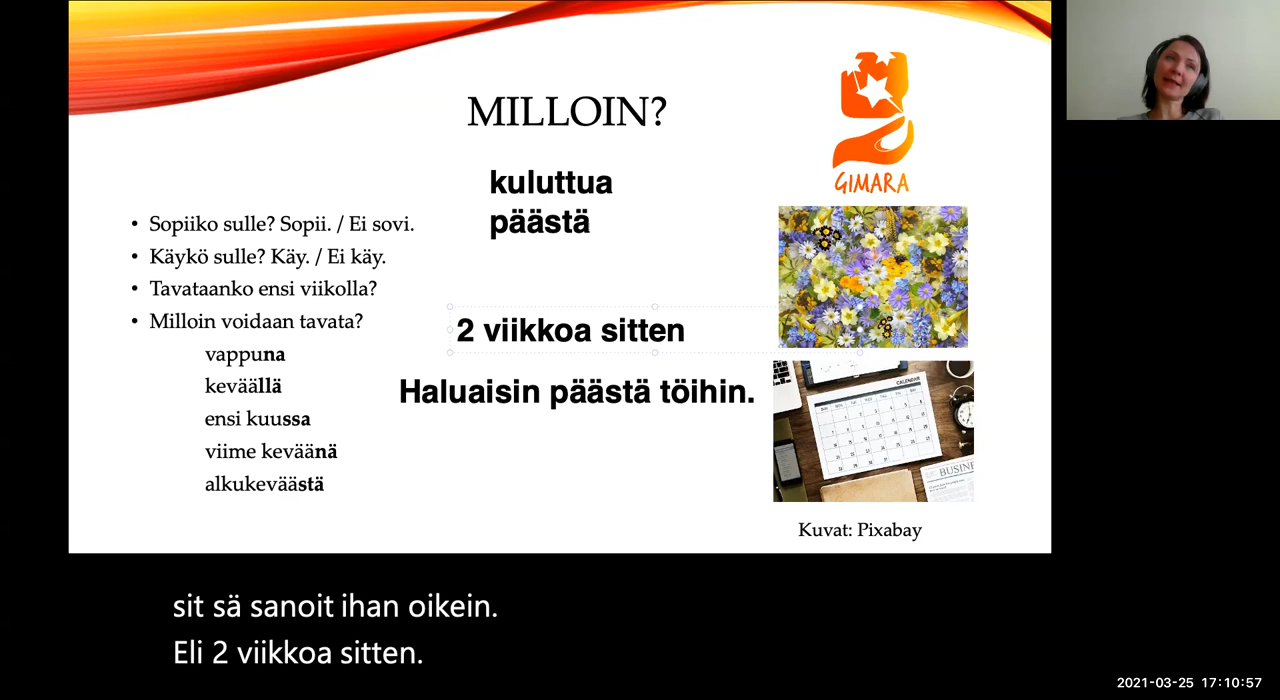 MILLOIN?
GIMARA
kuluttua
päästä
• Sopiiko sulle? Sopii. / Ei sovi.
• Käykö sulle? Käy. / Ei käy.
• Tavataanko ensi viikolla?
• Milloin voidaan tavata?
vappuna
keväällä
ensi kuussa
viime keväänä
alkukeväästä
2 viikkoa sitten
Haluaisin päästä töihin.
CALENDAR
BUSINE
Kuvat: Pixabay
sit sä sanoit ihan oikein.
Eli 2 viikkoa sitten.
2021-03-25 17:10:57